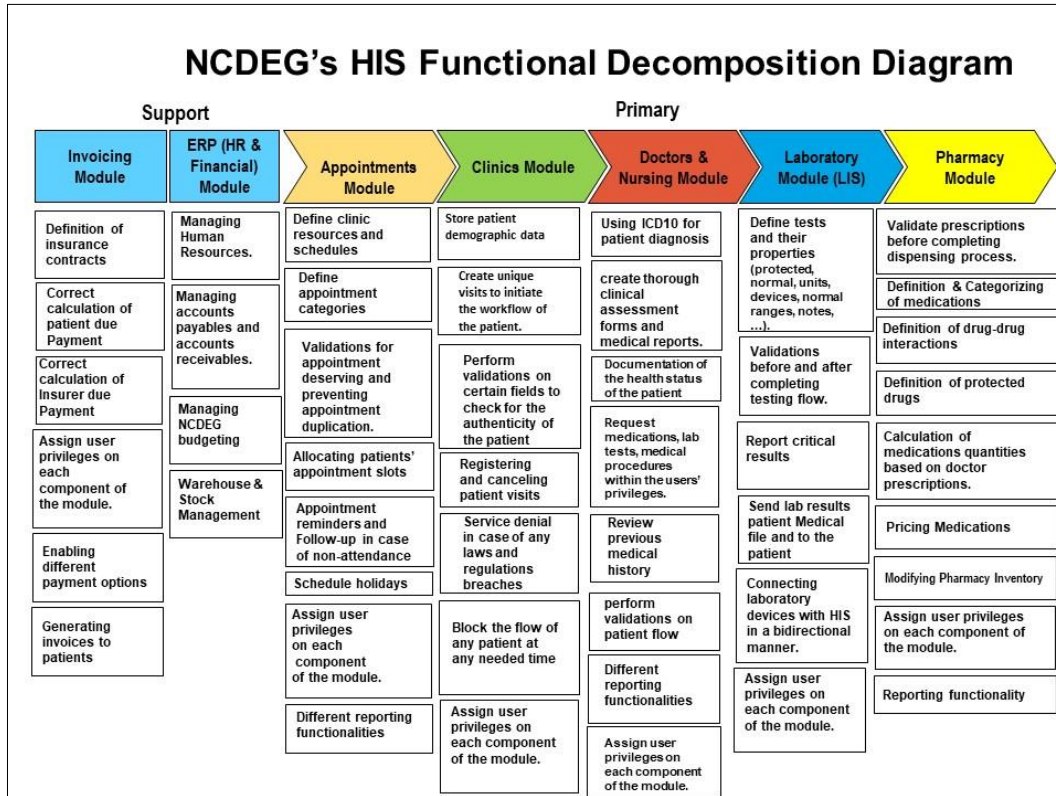 NCDEG's HIS Functional Decomposition Diagram
Support
Primary
Invoicing
Module
ERP (HR &
Financial)
Module
Appointments
Module
Clinics Module
Doctors &
Nursing Module
Laboratory
Module (LIS)
Pharmacy
Module
Definition of
insurance
contracts
Correct
calculation of
patient due
Payment
Correct
calculation of
Insurer due
Payment
Assign user
privileges on
each
component of
the module.
Enabling
different
payment options
Generating
invoices to
patients
Managing
Human
Resources.
Managing
accounts
payables and
accounts
receivables.
Managing
NCDEG
budgeting
Warehouse &
Stock
Management
Define clinic
resources and
schedules
Define
appointment
categories
Validations for
appointment
deserving and
preventing
appointment
duplication.
Allocating patients'
appointment slots
Appointment
reminders and
Follow-up in case
of non-attendance
Schedule holidays
Assign user
privileges
on each
component
of the module.
Different reporting
functionalities
Store patient
demographic data
Create unique
visits to initiate
the workflow of
the patient.
Perform
validations on
certain fields to
check for the
authenticity of
the patient
Registering
and canceling
patient visits
Service denial
in case of any
laws and
regulations
breaches
Block the flow of
any patient at
any needed time
Assign user
privileges on
each component
of the module.
Using ICD10 for
patient diagnosis
create thorough
clinical
assessment
forms and
medical reports.
Documentation of
the health status
of the patient
Request
medications, lab
tests, medical
procedures
within the users'
privileges.
Review
previous
medical
history
perform
validations on
patient flow
Different
reporting
functionalities
Assign user
privileges on
each component
of the module.
Define tests
and their
properties
(protected,
normal, units,
devices, normal
ranges, notes,
...).
Validations
before and after
completing
testing flow.
Report critical
results
Send lab results
patient Medical
file and to the
patient
Connecting
laboratory
devices with HIS
in a bidirectional
manner.
Assign user
privileges on
each component
of the module.
Validate prescriptions
before completing
dispensing process.
Definition & Categorizing
of medications
Definition of drug-drug
interactions
Definition of protected
drugs
Calculation of
medications quantities
based on doctor
prescriptions.
Pricing Medications
Modifying Pharmacy Inventory
Assign user privileges
on each component of
the module.
Reporting functionality